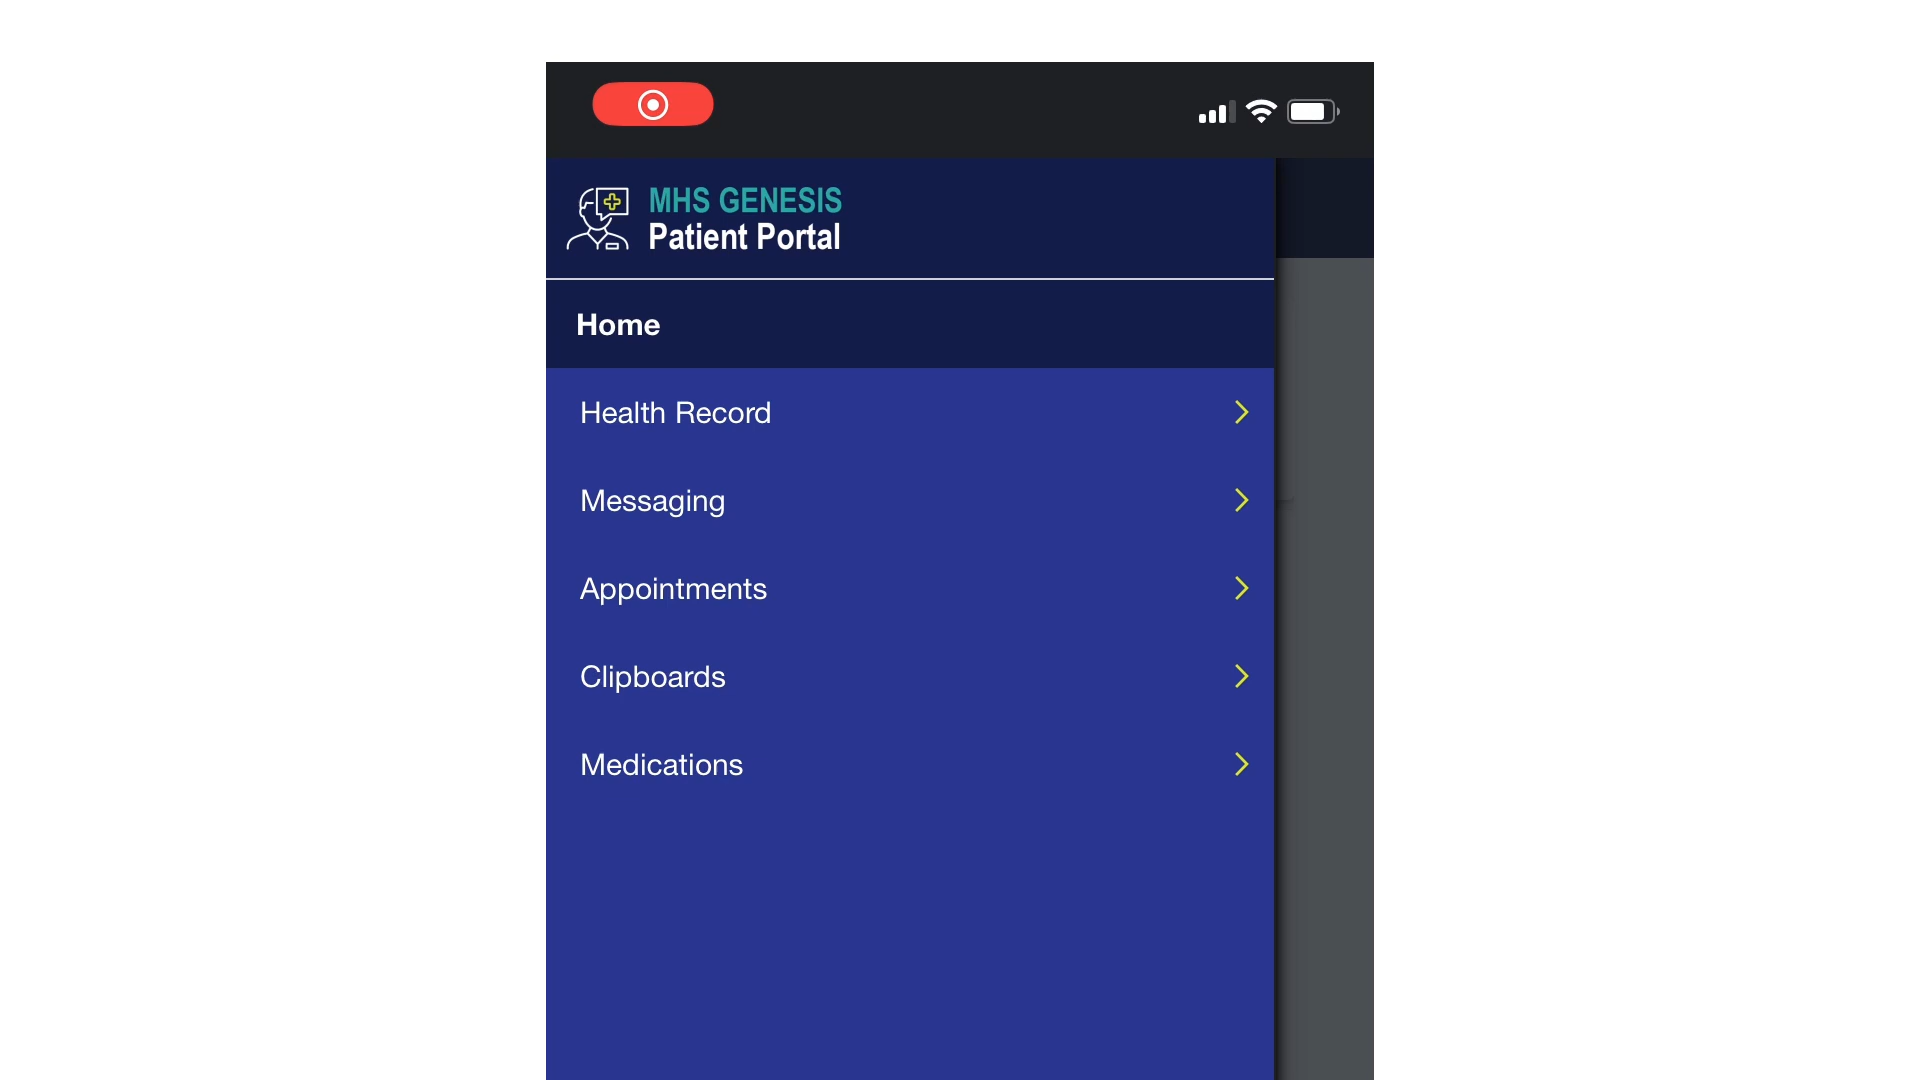 MHS GENESIS
Patient Portal
Home
Health Record
Messaging
Appointments
Clipboards
Medications